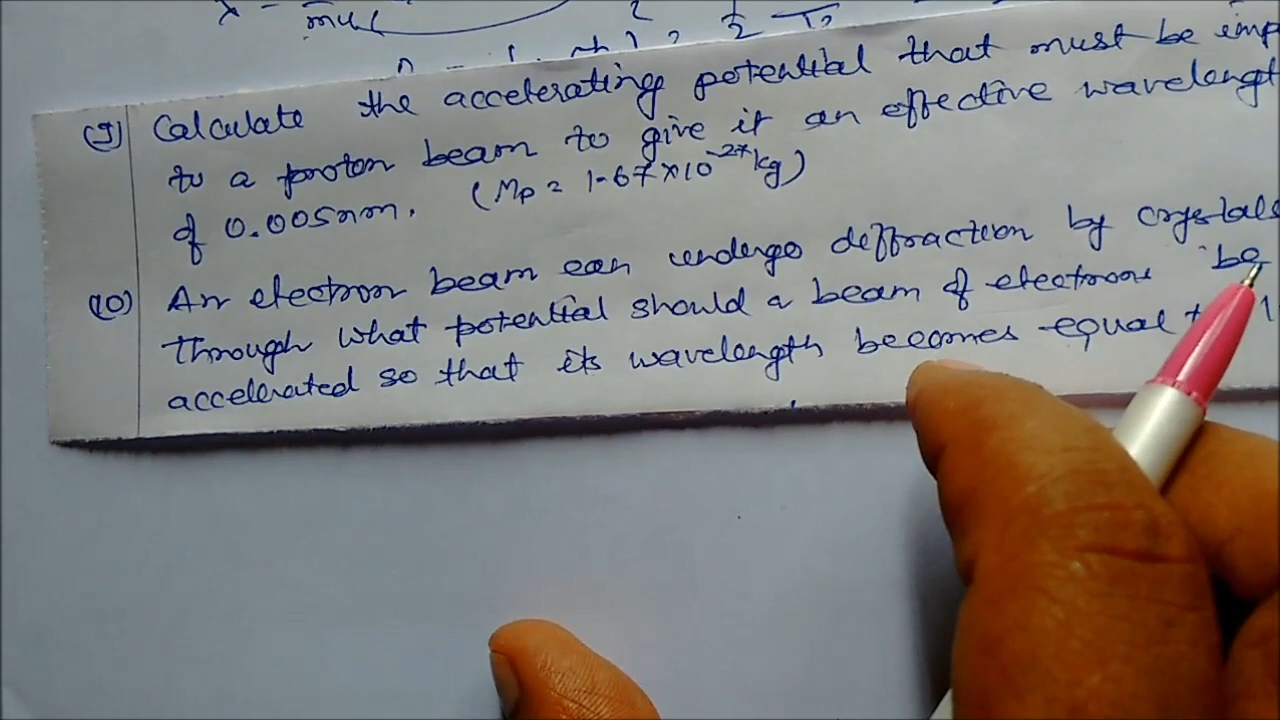 (9) Calculate the accelerating potential that must be imp
to a proton beam to give it an effective wavelengt
of 0.005nm. (Mp = 1.67×10⁻²⁷kg)
(10) An electron beam can undergo diffraction by crystals
through what potential should a beam of electrons be
accelerated so that its wavelength becomes equal